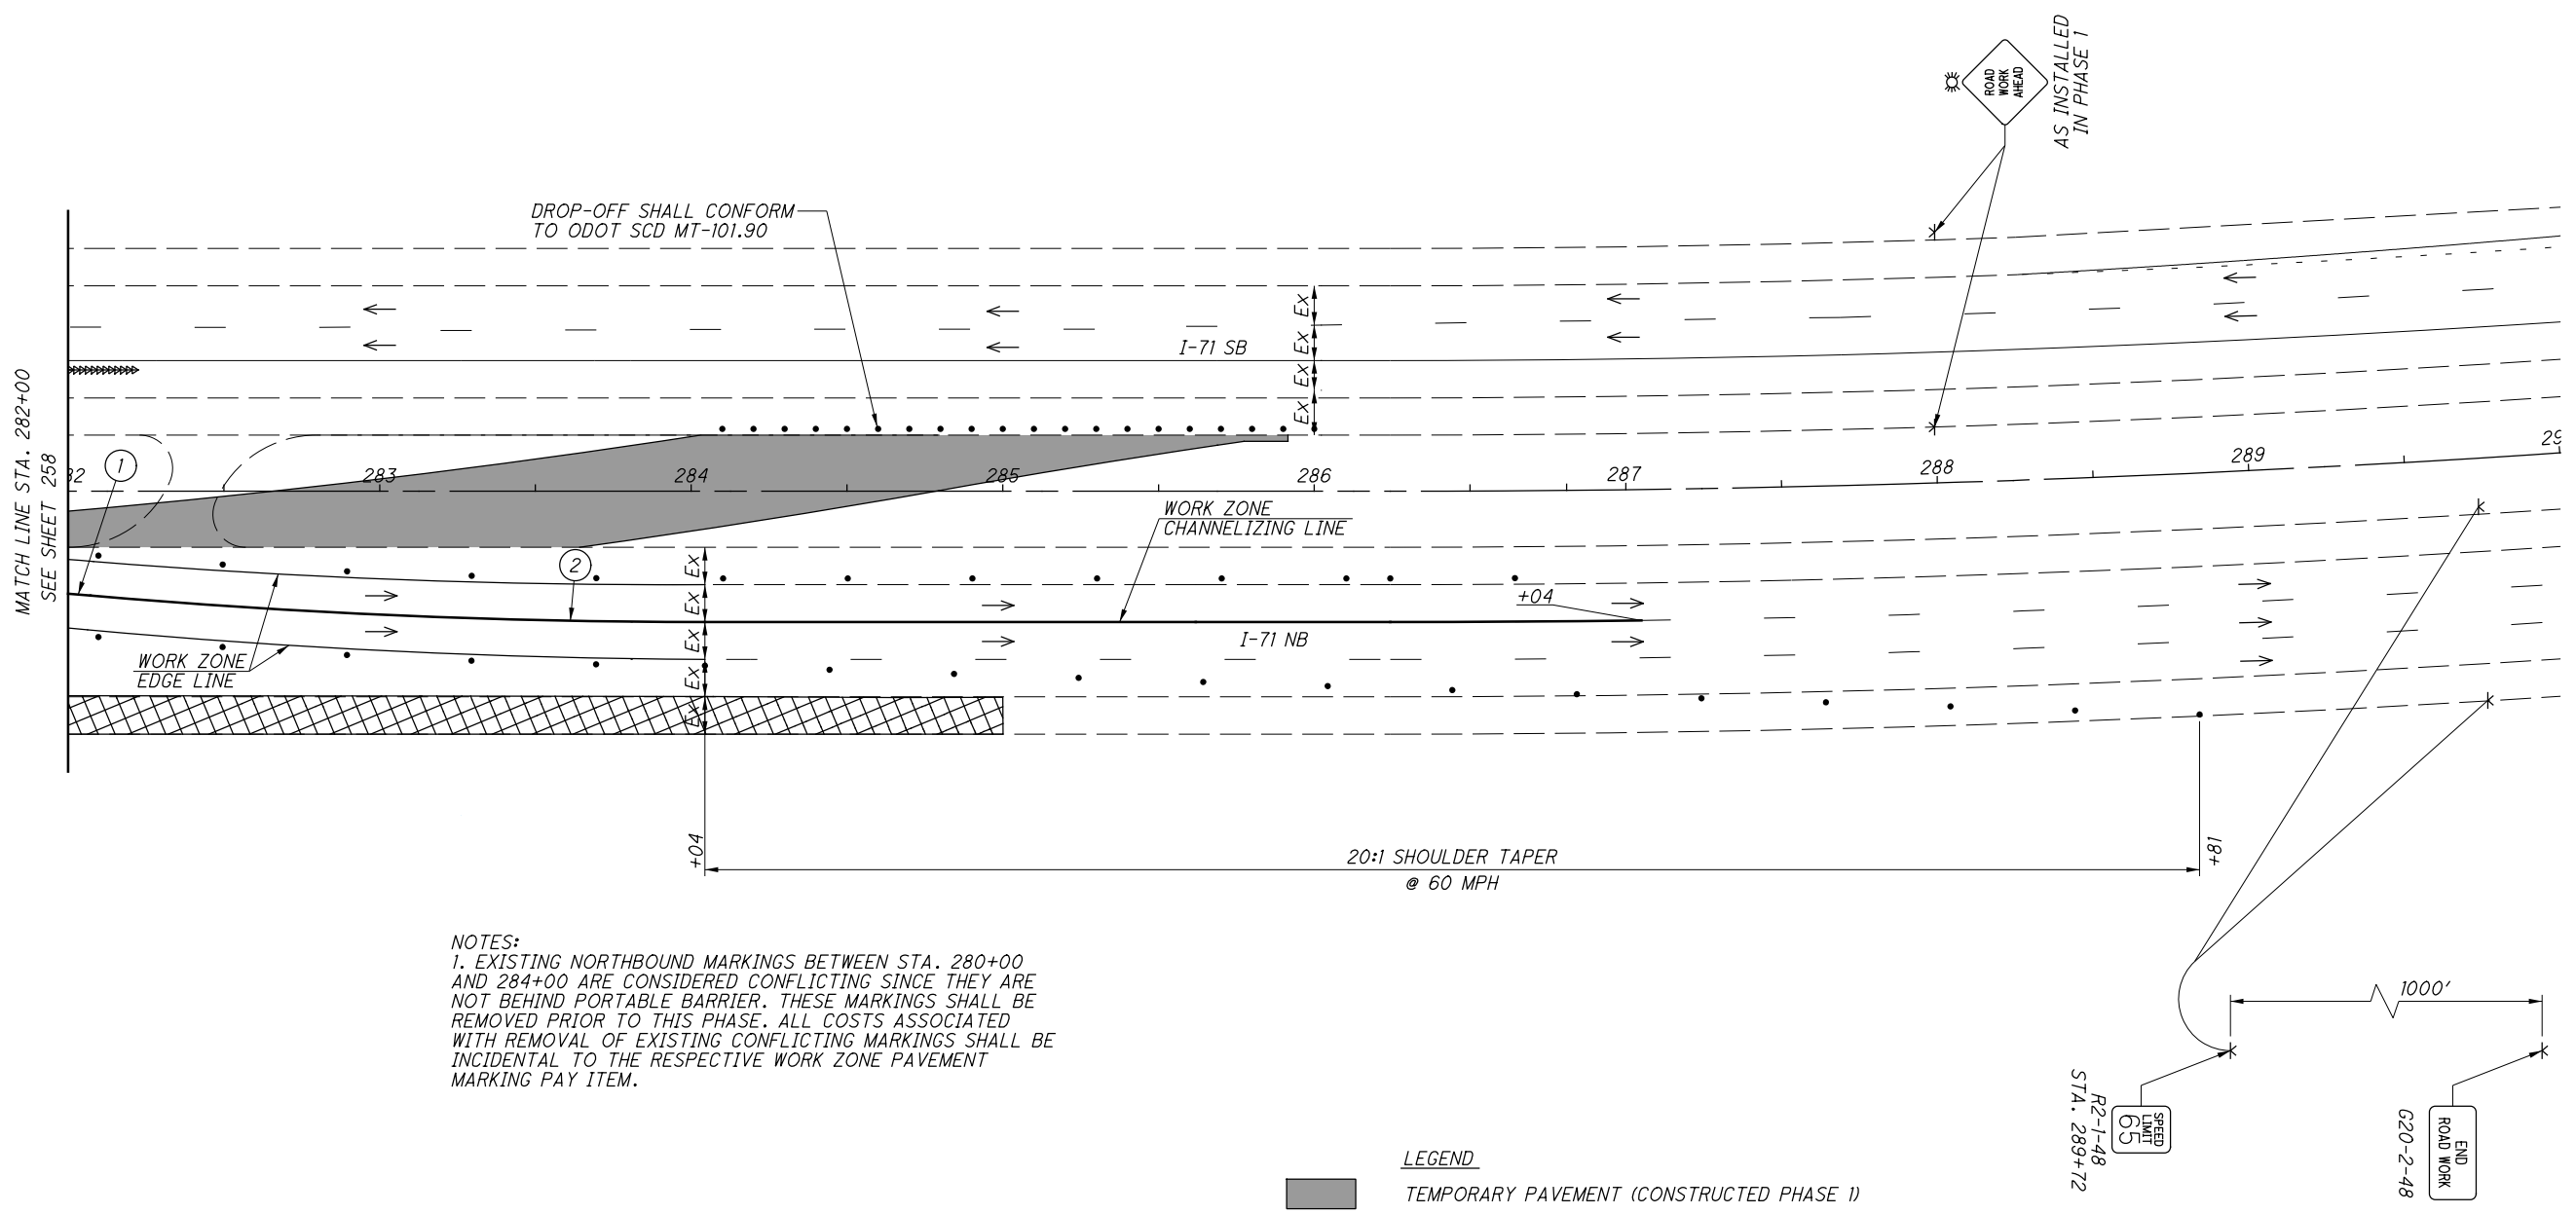 AS INSTALLED
IN PHASE 1
ROAD
WORK
AHEAD
DROP-OFF SHALL CONFORM
TO ODOT SCD MT-101.90
MATCH LINE STA. 282+00
SEE SHEET 258
I-71 SB
EX
EX
EX
EX
1
283
284
285
286
287
288
289
WORK ZONE
CHANNELIZING LINE
2
EX
EX
EX
EX
EX
+04
I-71 NB
WORK ZONE
EDGE LINE
+04
20:1 SHOULDER TAPER
@ 60 MPH
+81
NOTES:
1. EXISTING NORTHBOUND MARKINGS BETWEEN STA. 280+00
AND 284+00 ARE CONSIDERED CONFLICTING SINCE THEY ARE
NOT BEHIND PORTABLE BARRIER. THESE MARKINGS SHALL BE
REMOVED PRIOR TO THIS PHASE. ALL COSTS ASSOCIATED
WITH REMOVAL OF EXISTING CONFLICTING MARKINGS SHALL BE
INCIDENTAL TO THE RESPECTIVE WORK ZONE PAVEMENT
MARKING PAY ITEM.
1000'
SPEED
LIMIT
65
R2-1-48
STA. 289+72
END
ROAD WORK
G20-2-48
LEGEND
TEMPORARY PAVEMENT (CONSTRUCTED PHASE 1)